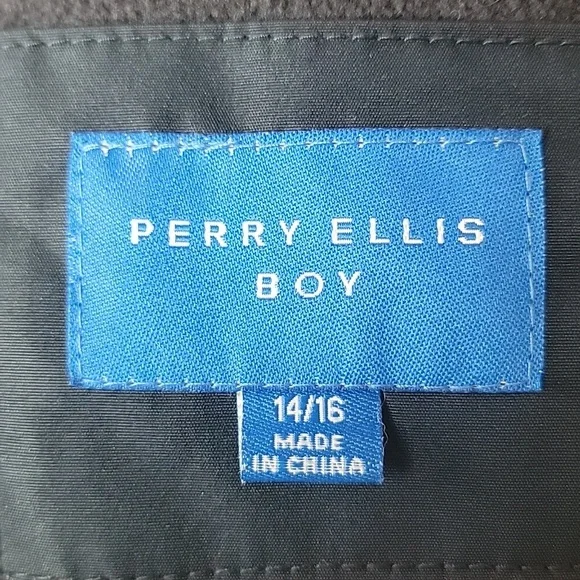 PERRY ELLIS
BOY
14/16
MADE
IN CHINA